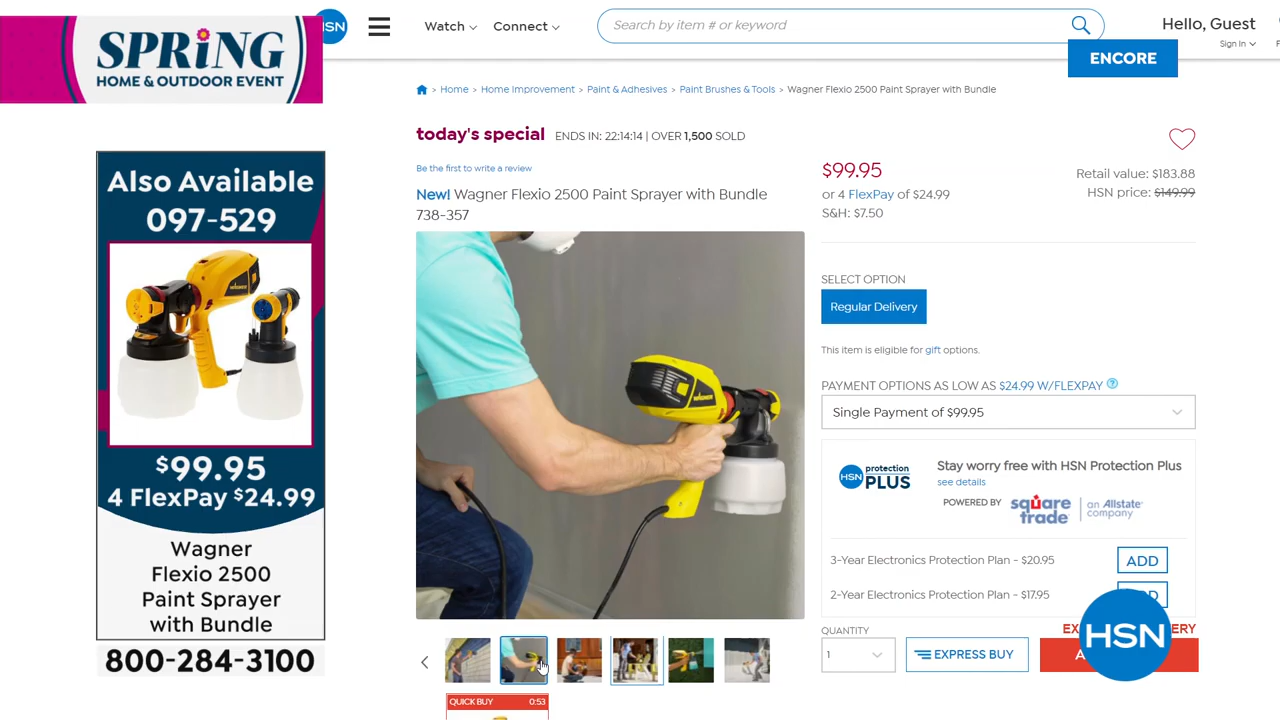 SPRING
HOME & OUTDOOR EVENT
HSN
Watch
Connect
Search by item # or keyword
Hello, Guest
Sign In
ENCORE
Home > Home Improvement > Paint & Adhesives > Paint Brushes & Tools > Wagner Flexio 2500 Paint Sprayer with Bundle
today's special ENDS IN: 22:14:14 | OVER 1,500 SOLD
Be the first to write a review
New! Wagner Flexio 2500 Paint Sprayer with Bundle
738-357
$99.95
or 4 FlexPay of $24.99
S&H: $7.50
Retail value: $183.88
HSN price: $149.99
Also Available
097-529
$99.95
4 FlexPay $24.99
Wagner
Flexio 2500
Paint Sprayer
with Bundle
800-284-3100
WAGNER
SELECT OPTION
Regular Delivery
This item is eligible for gift options.
PAYMENT OPTIONS AS LOW AS $24.99 W/FLEXPAY ?
Single Payment of $99.95
HSN protection PLUS
Stay worry free with HSN Protection Plus
see details
POWERED BY square trade | an Allstate company
3-Year Electronics Protection Plan - $20.95
ADD
2-Year Electronics Protection Plan - $17.95
QUANTITY
1
EXPRESS BUY
HSN
QUICK BUY 0:53